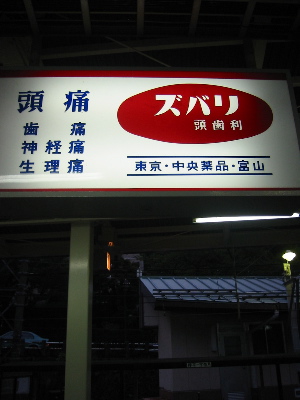 頭痛
歯痛
神経痛
生理痛
ズバリ
頭歯利
東京・中央薬品・富山